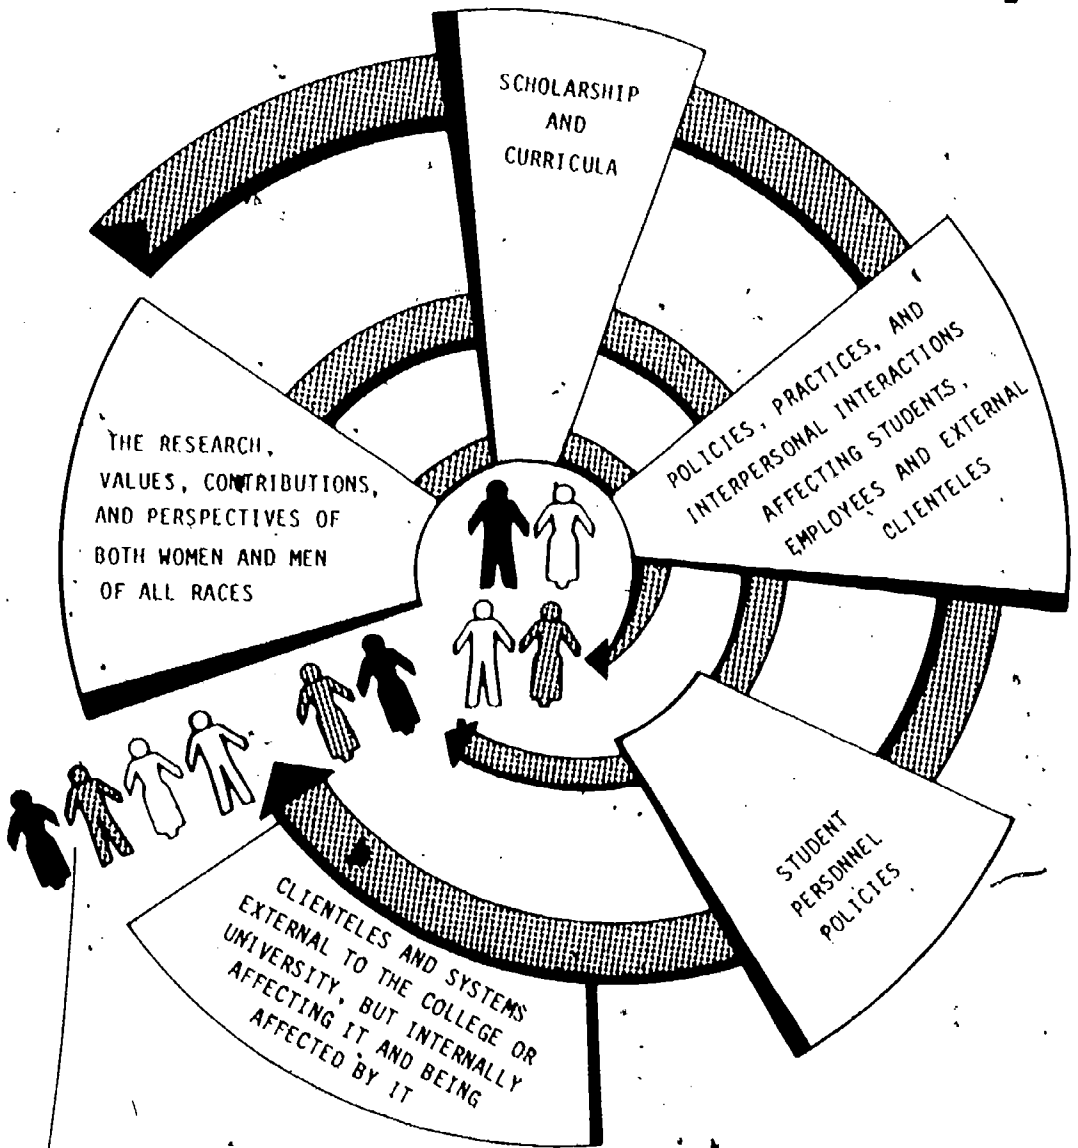 SCHOLARSHIP
AND
CURRICULA
POLICIES, PRACTICES, AND
INTERPERSONAL INTERACTIONS
AFFECTING STUDENTS,
EMPLOYEES AND EXTERNAL
CLIENTELES
THE RESEARCH,
VALUES, CONTRIBUTIONS,
AND PERSPECTIVES OF
BOTH WOMEN AND MEN
OF ALL RACES
STUDENT
PERSONNEL
POLICIES
CLIENTELES AND SYSTEMS
EXTERNAL TO THE COLLEGE OR
UNIVERSITY, BUT INTERNALLY
AFFECTING IT AND BEING
AFFECTED BY IT